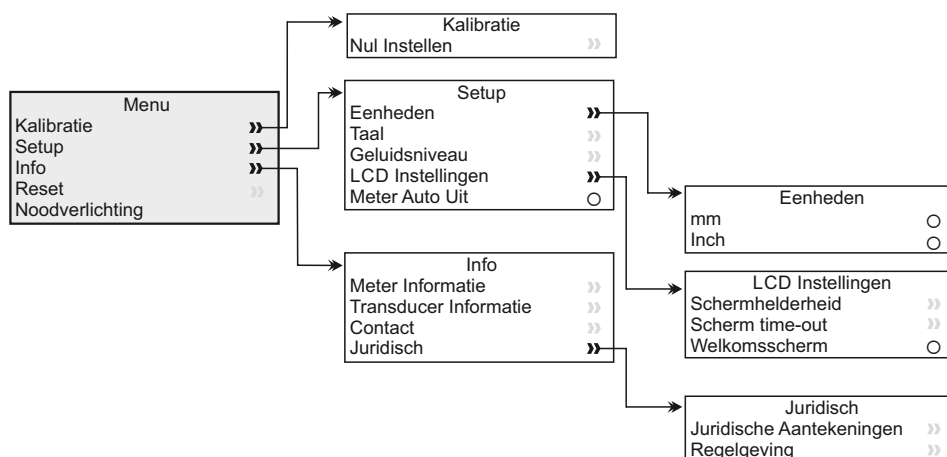 Menu
Kalibratie
Setup
Info
Reset
Noodverlichting
Kalibratie
Nul Instellen
Setup
Eenheden
Taal
Geluidsniveau
LCD Instellingen
Meter Auto Uit
Info
Meter Informatie
Transducer Informatie
Contact
Juridisch
Eenheden
mm
Inch
LCD Instellingen
Schermhelderheid
Scherm time-out
Welkomsscherm
Juridisch
Juridische Aantekeningen
Regelgeving